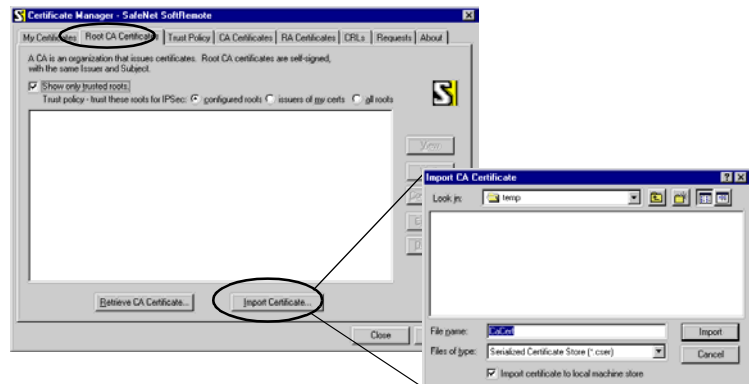 Certificate Manager - SafeNet SoftRemote
My Certificates Root CA Certificates Trust Policy CA Certificates RA Certificates CRLs Requests About
A CA is an organization that issues certificates. Root CA certificates are self-signed,
with the same Issuer and Subject.
Show only trusted roots.
Trust policy - trust these roots for IPSec: configured roots issuers of my certs all roots
View
Retrieve CA Certificate... Import Certificate...
Close
Import CA Certificate
Look in: temp
File name: CaCert Import
Files of type: Serialized Certificate Store (*.cser) Cancel
Import certificate to local machine store